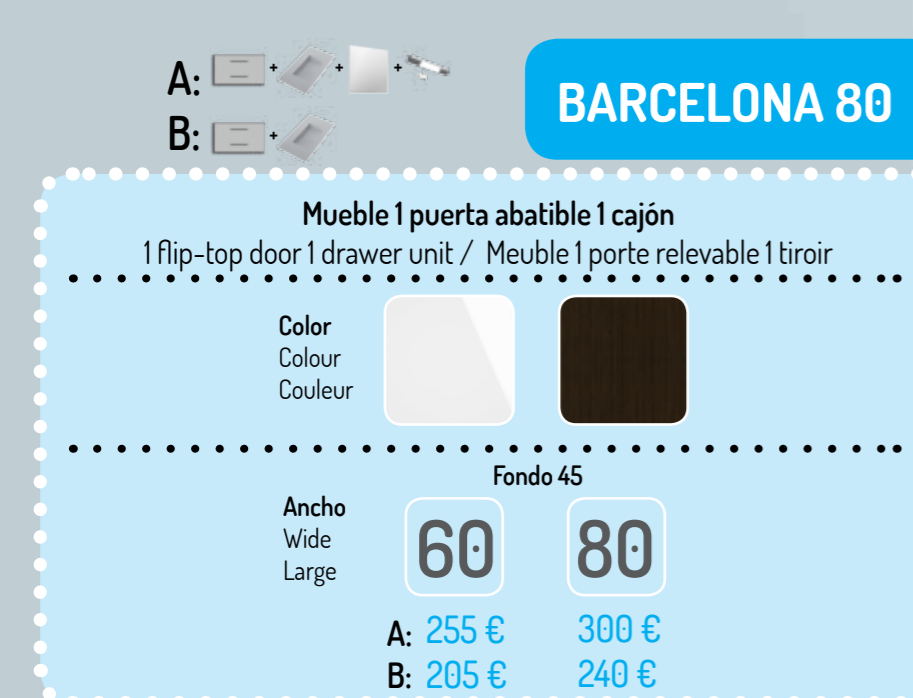 A: + + +
B: +
BARCELONA 80
Mueble 1 puerta abatible 1 cajón
1 flip-top door 1 drawer unit / Meuble 1 porte relevable 1 tiroir
Color
Colour
Couleur
Fondo 45
Ancho
Wide
Large
60 80
A: 255 € 300 €
B: 205 € 240 €